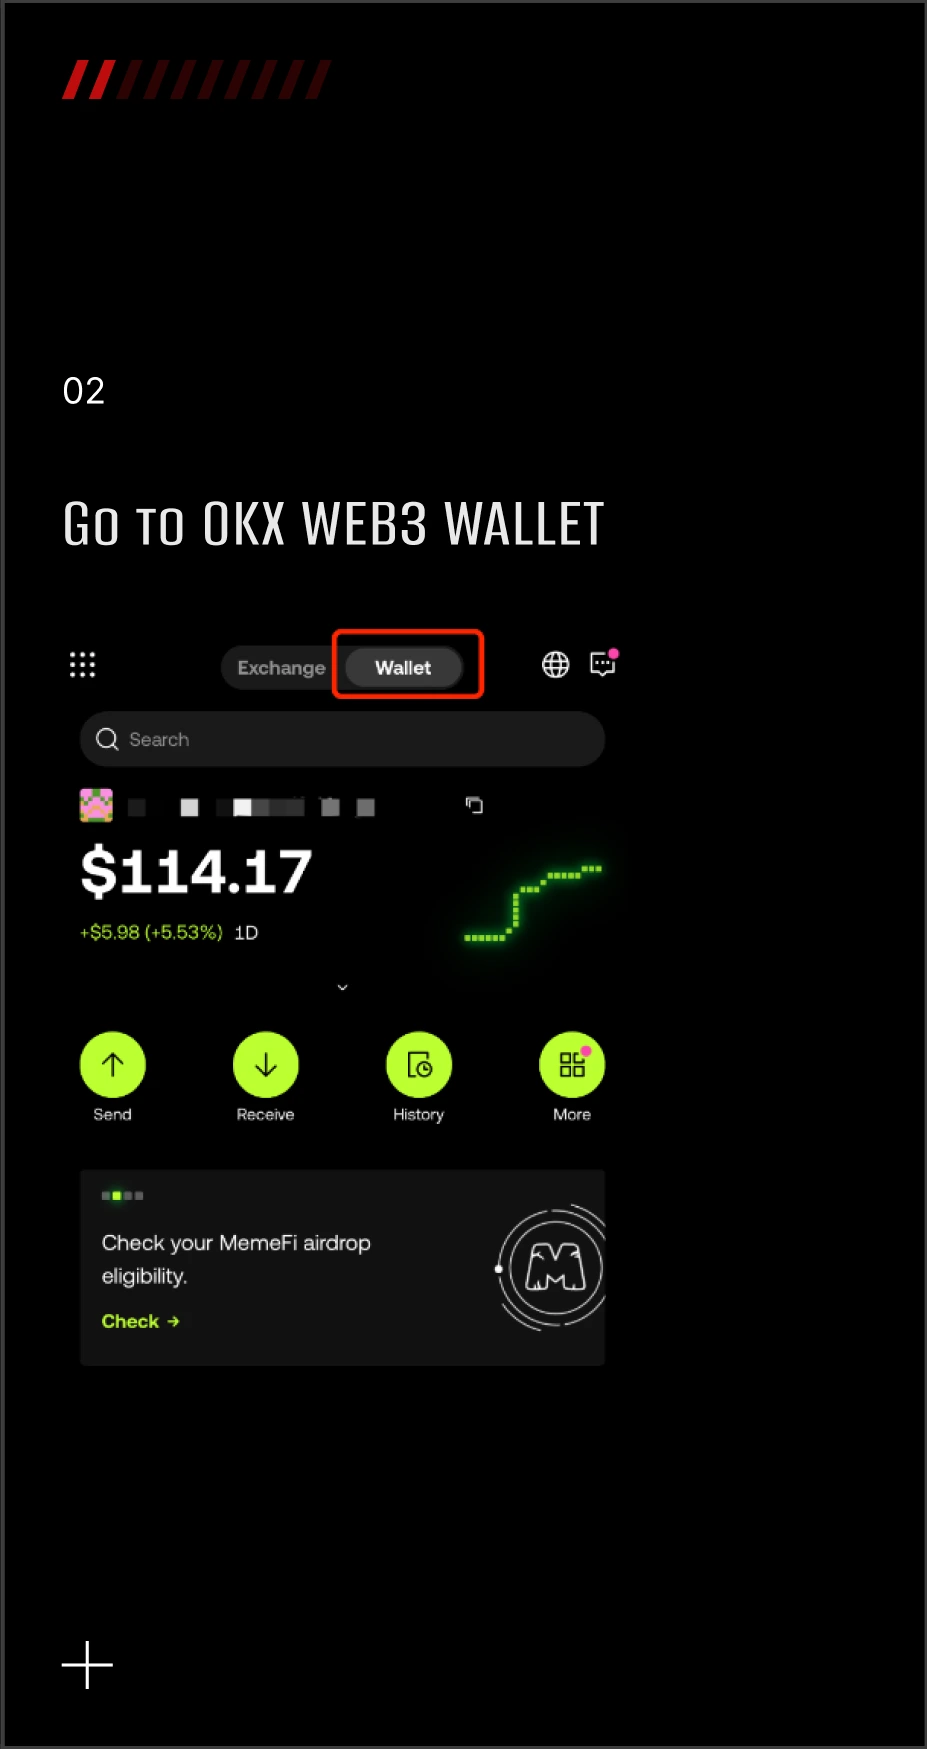 02
Go to OKX WEB3 WALLET
Exchange Wallet
Search
$114.17
+$5.98 (+5.53%) 1D
Send Receive History More
Check your MemeFi airdrop
eligibility.
Check →